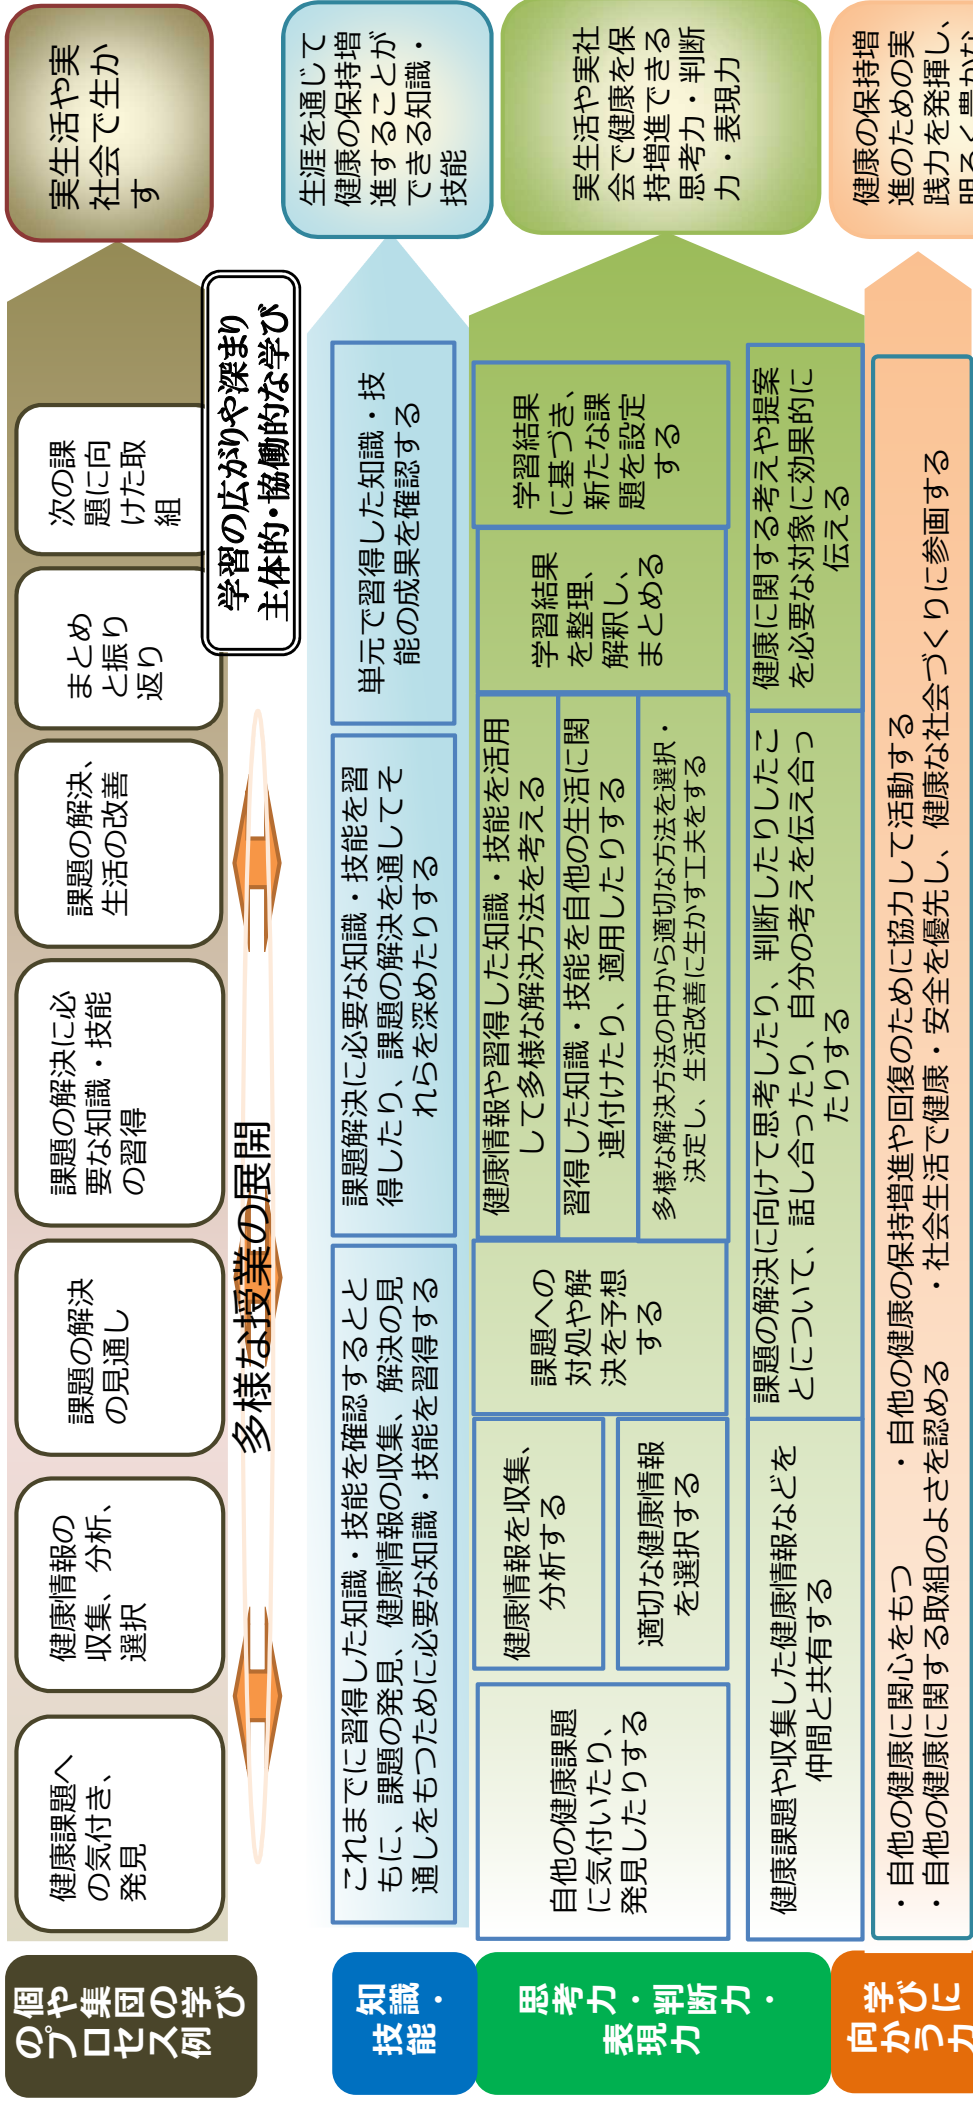 個や集団の学び
のプロセスの
例
健康課題へ
の気付き、
発見
健康情報の
収集、分析、
選択
課題の解決
の見通し
課題の解決に必
要な知識・技能
の習得
課題の解決、
生活の改善
まとめ
と振り
返り
次の課
題に向
けた取
組
実生活や実
社会で生か
す
多様な授業の展開
学習の広がりや深まり
主体的・協働的な学び
知識・
技能
これまでに習得した知識・技能を確認するとと
もに、課題の発見、健康情報の収集、解決の見
通しをもつために必要な知識・技能を習得する
課題解決に必要な知識・技能を習
得したり、課題の解決を通してそ
れらを深めたりする
単元で習得した知識・技
能の成果を確認する
生涯を通じて
健康の保持増
進することが
できる知識・
技能
思考力・判断力・
表現力
自他の健康課題
に気付いたり、
発見したりする
健康情報を収集、
分析する
適切な健康情報
を選択する
課題への
対処や解
決を予想
する
健康情報や習得した知識・技能を活用
して多様な解決方法を考える
習得した知識・技能を自他の生活に関
連付けたり、適用したりする
多様な解決方法の中から適切な方法を選択・
決定し、生活改善に生かす工夫をする
学習結果
を整理、
解釈し、
まとめる
学習結果
に基づき、
新たな課
題を設定
する
健康課題や収集した健康情報などを
仲間と共有する
課題の解決に向けて思考したり、判断したりしたこ
とについて、話し合ったり、自分の考えを伝え合っ
たりする
健康に関する考えや提案
を必要な対象に効果的に
伝える
実生活や実社
会で健康を保
持増進できる
思考力・判断
力・表現力
学びに
向かう力
・自他の健康に関心をもつ ・自他の健康の保持増進や回復のために協力して活動する
・自他の健康に関する取組のよさを認める ・社会生活で健康・安全を優先し、健康な社会づくりに参画する
健康の保持増
進のための実
践力を発揮し、
明るく豊かな